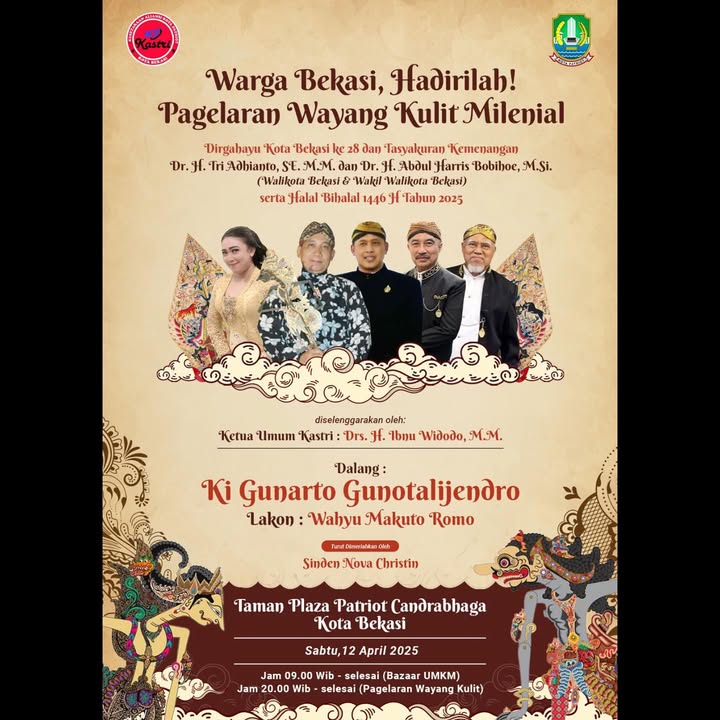 Kastri
KOTA BEKASI
Warga Bekasi, Hadirilah!
Pagelaran Wayang Kulit Milenial
Dirgahayu Kota Bekasi ke 28 dan Tasyakuran Kemenangan
Dr. H. Tri Adhianto, SE. M.M. dan Dr. H. Abdul Harris Bobihoe, M.Si.
(Walikota Bekasi & Wakil Walikota Bekasi)
serta Halal Bihalal 1446 H Tahun 2025
diselenggarakan oleh:
Ketua Umum Kastri : Drs. H. Ibnu Widodo, M.M.
Dalang :
Ki Gunarto Gunotalijendro
Lakon : Wahyu Makuto Romo
Turut Dimeriahkan Oleh
Sinden Nova Christin
Taman Plaza Patriot Candrabhaga
Kota Bekasi
Sabtu,12 April 2025
Jam 09.00 Wib - selesai (Bazaar UMKM)
Jam 20.00 Wib - selesai (Pagelaran Wayang Kulit)